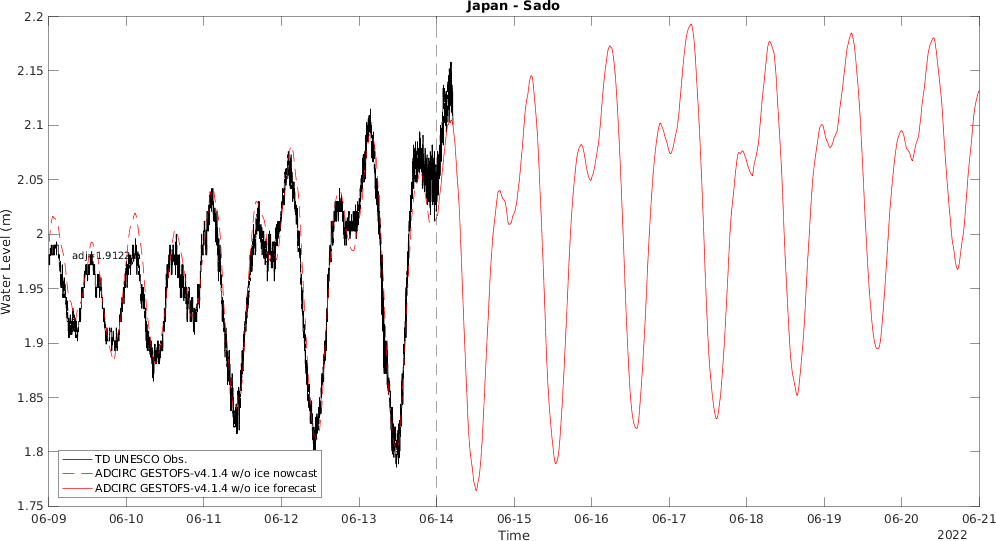 Japan - Sado
2.2
2.15
2.1
2.05
2
1.95
1.9
1.85
1.8
1.75
Water Level (m)
adj=1.9122
TD UNESCO Obs.
ADCIRC GESTOFS-v4.1.4 w/o ice nowcast
ADCIRC GESTOFS-v4.1.4 w/o ice forecast
06-09 06-10 06-11 06-12 06-13 06-14 06-15 06-16 06-17 06-18 06-19 06-20 06-21
Time
2022